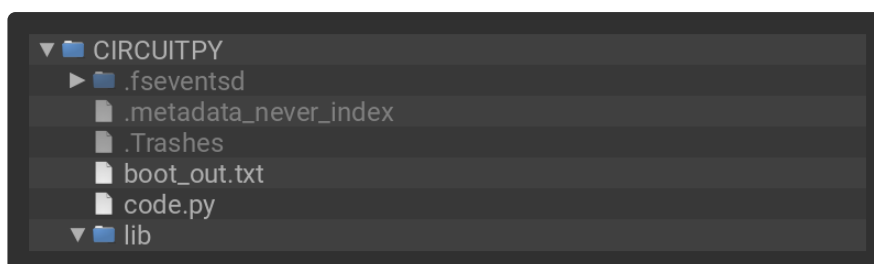 CIRCUITPY
.fseventsd
.metadata_never_index
.Trashes
boot_out.txt
code.py
lib